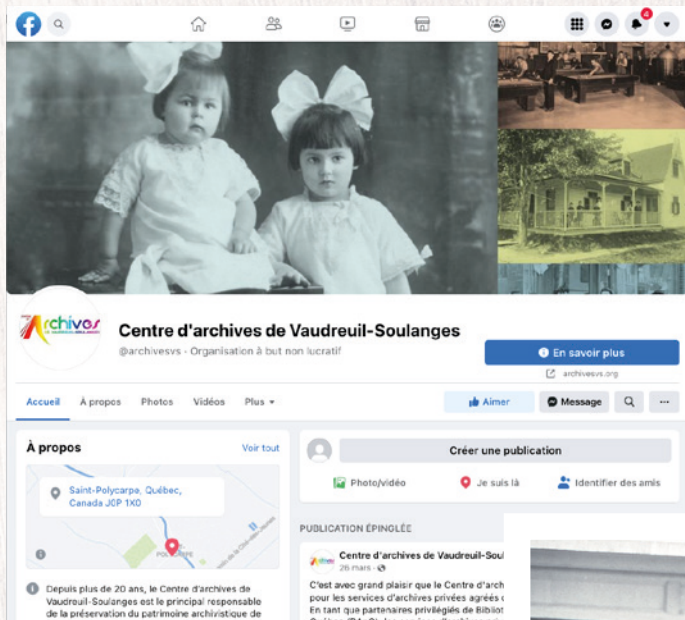 4
Archives
Centre d'archives de Vaudreuil-Soulanges
@archivesvs · Organisation à but non lucratif
En savoir plus
archivesvs.org
Accueil
À propos
Photos
Vidéos
Plus
Aimer
Message
À propos
Voir tout
Saint-Polycarpe, Québec,
Canada J0P 1X0
Depuis plus de 20 ans, le Centre d'archives de
Vaudreuil-Soulanges est le principal responsable
de la préservation du patrimoine archivistique de
Créer une publication
Photo/vidéo
Je suis là
Identifier des amis
PUBLICATION ÉPINGLÉE
Centre d'archives de Vaudreuil-Soul
26 mars ·
C'est avec grand plaisir que le Centre d'arch
pour les services d'archives privées agréés
En tant que partenaires privilégiés de Bibliot